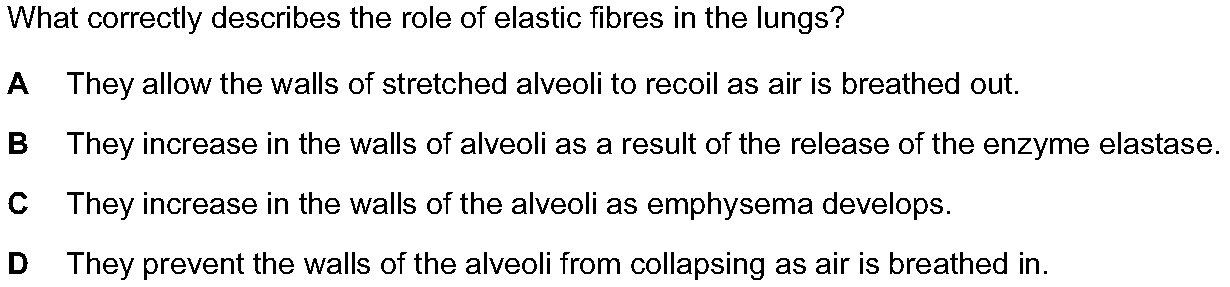 What correctly describes the role of elastic fibres in the lungs?
A They allow the walls of stretched alveoli to recoil as air is breathed out.
B They increase in the walls of alveoli as a result of the release of the enzyme elastase.
C They increase in the walls of the alveoli as emphysema develops.
D They prevent the walls of the alveoli from collapsing as air is breathed in.